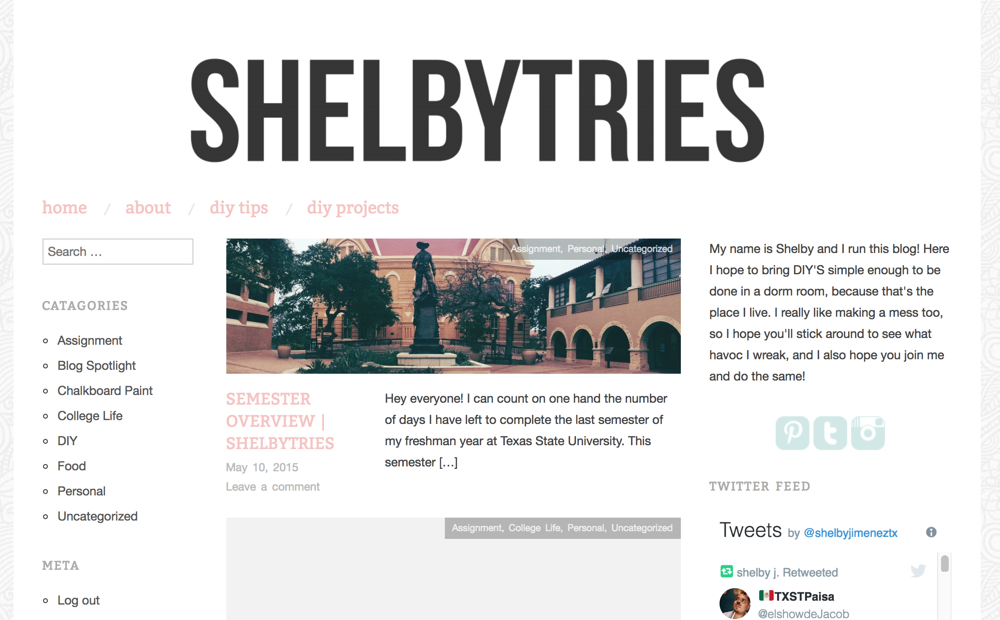 SHELBYTRIES
home / about / diy tips / diy projects
Search …
CATAGORIES
Assignment
Blog Spotlight
Chalkboard Paint
College Life
DIY
Food
Personal
Uncategorized
META
Log out
Assignment, Personal, Uncategorized
SEMESTER
OVERVIEW |
SHELBYTRIES
May 10, 2015
Leave a comment
Hey everyone! I can count on one hand the number
of days I have left to complete the last semester of
my freshman year at Texas State University. This
semester […]
Assignment, College Life, Personal, Uncategorized
My name is Shelby and I run this blog! Here
I hope to bring DIY'S simple enough to be
done in a dorm room, because that's the
place I live. I really like making a mess too,
so I hope you'll stick around to see what
havoc I wreak, and I also hope you join me
and do the same!
TWITTER FEED
Tweets by @shelbyjimeneztx
shelby j. Retweeted
TXSTPaisa
@elshowdeJacob